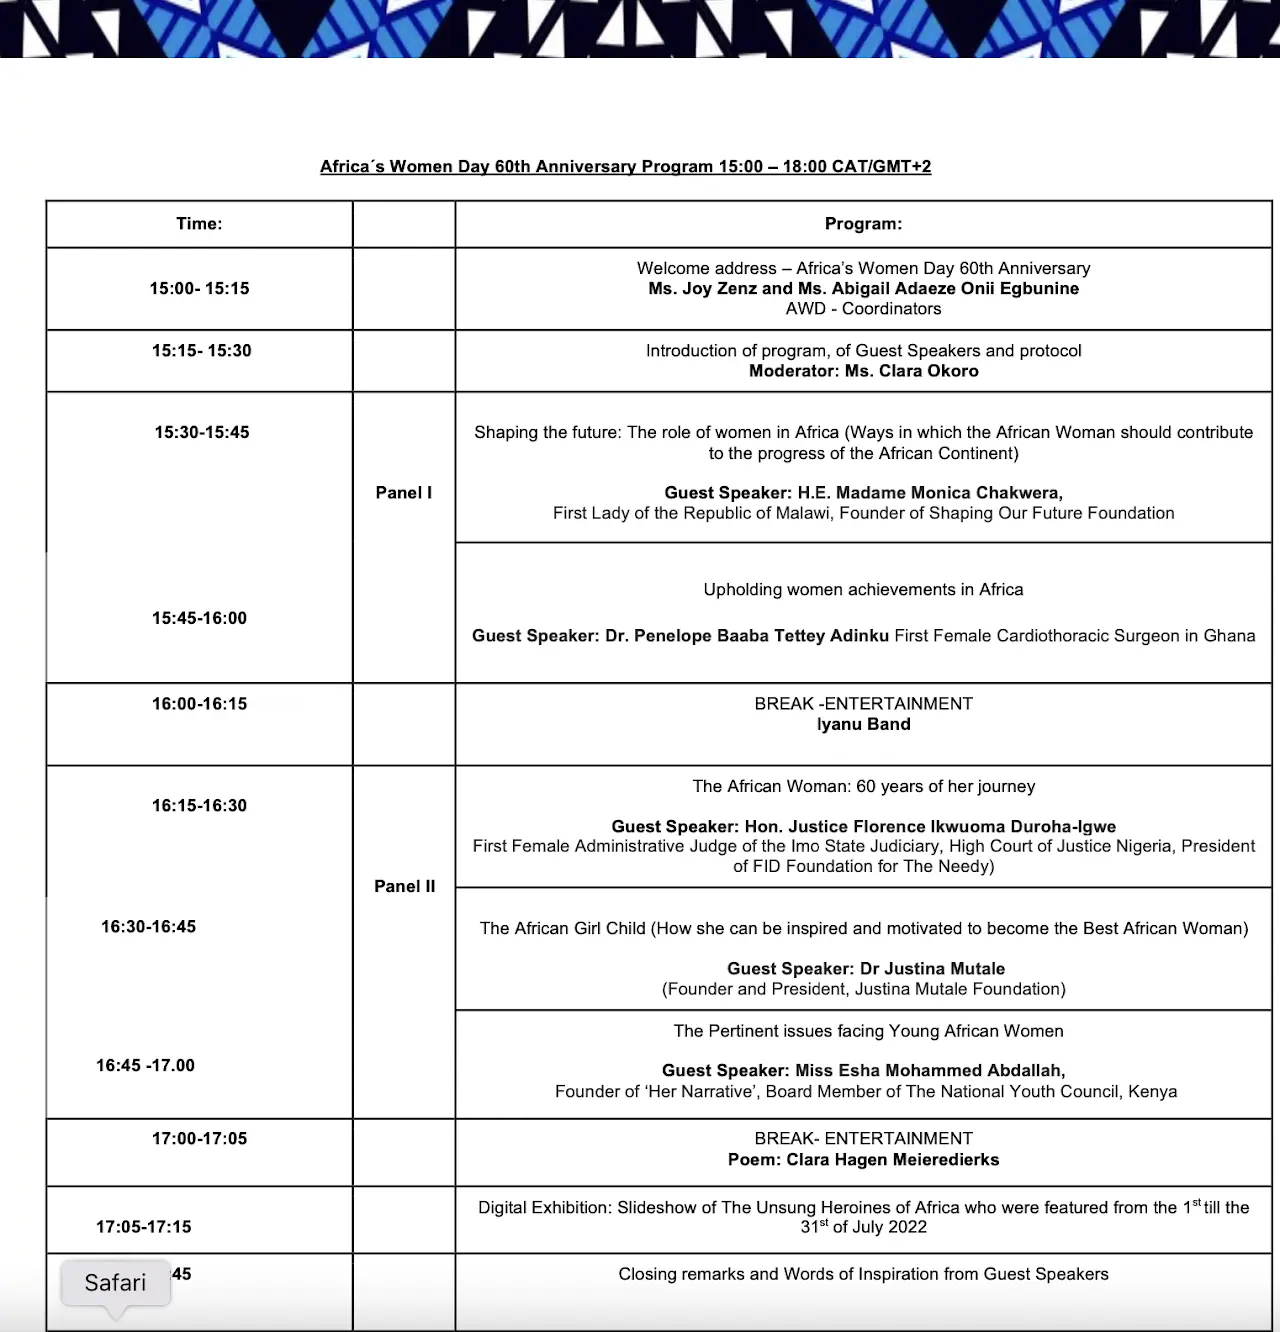 Africa´s Women Day 60th Anniversary Program 15:00 – 18:00 CAT/GMT+2
Time:
Program:
15:00- 15:15
Welcome address – Africa’s Women Day 60th Anniversary
Ms. Joy Zenz and Ms. Abigail Adaeze Onii Egbunine
AWD - Coordinators
15:15- 15:30
Introduction of program, of Guest Speakers and protocol
Moderator: Ms. Clara Okoro
15:30-15:45
Panel I
Shaping the future: The role of women in Africa (Ways in which the African Woman should contribute
to the progress of the African Continent)
Guest Speaker: H.E. Madame Monica Chakwera,
First Lady of the Republic of Malawi, Founder of Shaping Our Future Foundation
15:45-16:00
Upholding women achievements in Africa
Guest Speaker: Dr. Penelope Baaba Tettey Adinku First Female Cardiothoracic Surgeon in Ghana
16:00-16:15
BREAK -ENTERTAINMENT
Iyanu Band
16:15-16:30
Panel II
The African Woman: 60 years of her journey
Guest Speaker: Hon. Justice Florence Ikwuoma Duroha-Igwe
First Female Administrative Judge of the Imo State Judiciary, High Court of Justice Nigeria, President
of FID Foundation for The Needy)
16:30-16:45
The African Girl Child (How she can be inspired and motivated to become the Best African Woman)
Guest Speaker: Dr Justina Mutale
(Founder and President, Justina Mutale Foundation)
16:45 -17.00
The Pertinent issues facing Young African Women
Guest Speaker: Miss Esha Mohammed Abdallah,
Founder of ‘Her Narrative’, Board Member of The National Youth Council, Kenya
17:00-17:05
BREAK- ENTERTAINMENT
Poem: Clara Hagen Meieredierks
17:05-17:15
Digital Exhibition: Slideshow of The Unsung Heroines of Africa who were featured from the 1st till the
31st of July 2022
:45
Closing remarks and Words of Inspiration from Guest Speakers
Safari